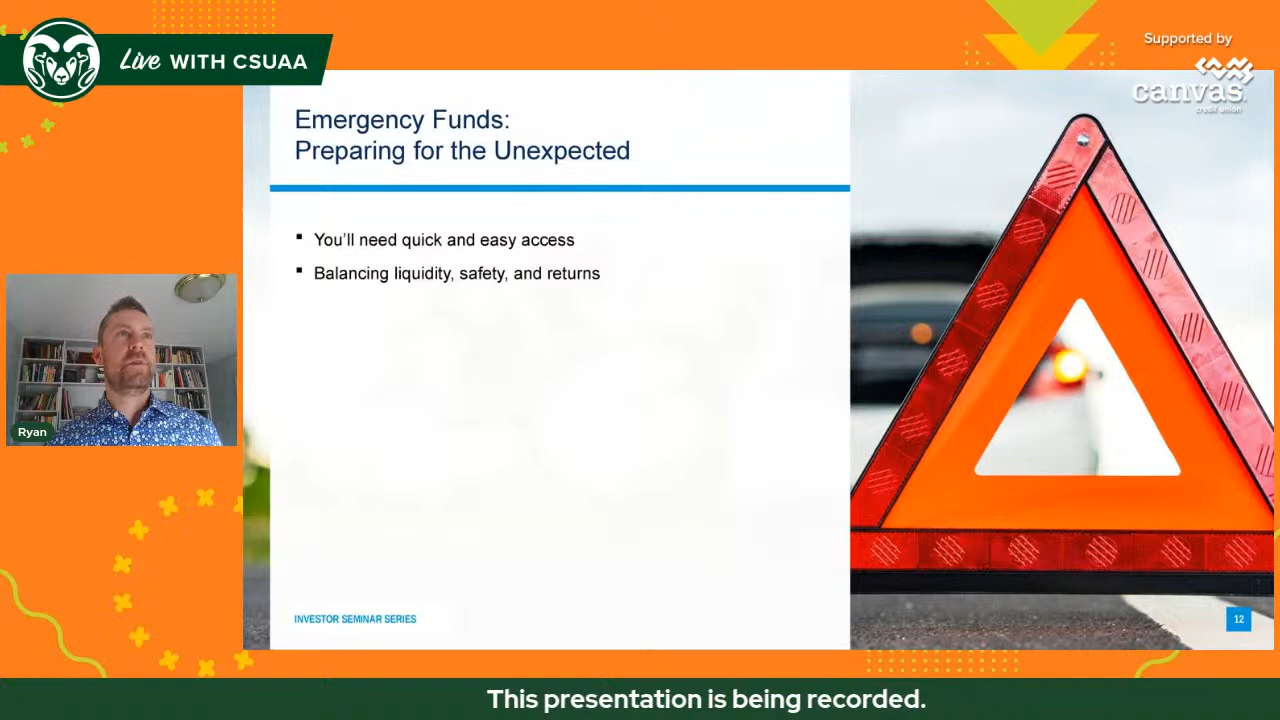 Live WITH CSUAA
Supported by
canvas
credit union
Emergency Funds:
Preparing for the Unexpected
▪ You'll need quick and easy access
▪ Balancing liquidity, safety, and returns
Ryan
INVESTOR SEMINAR SERIES
12
This presentation is being recorded.